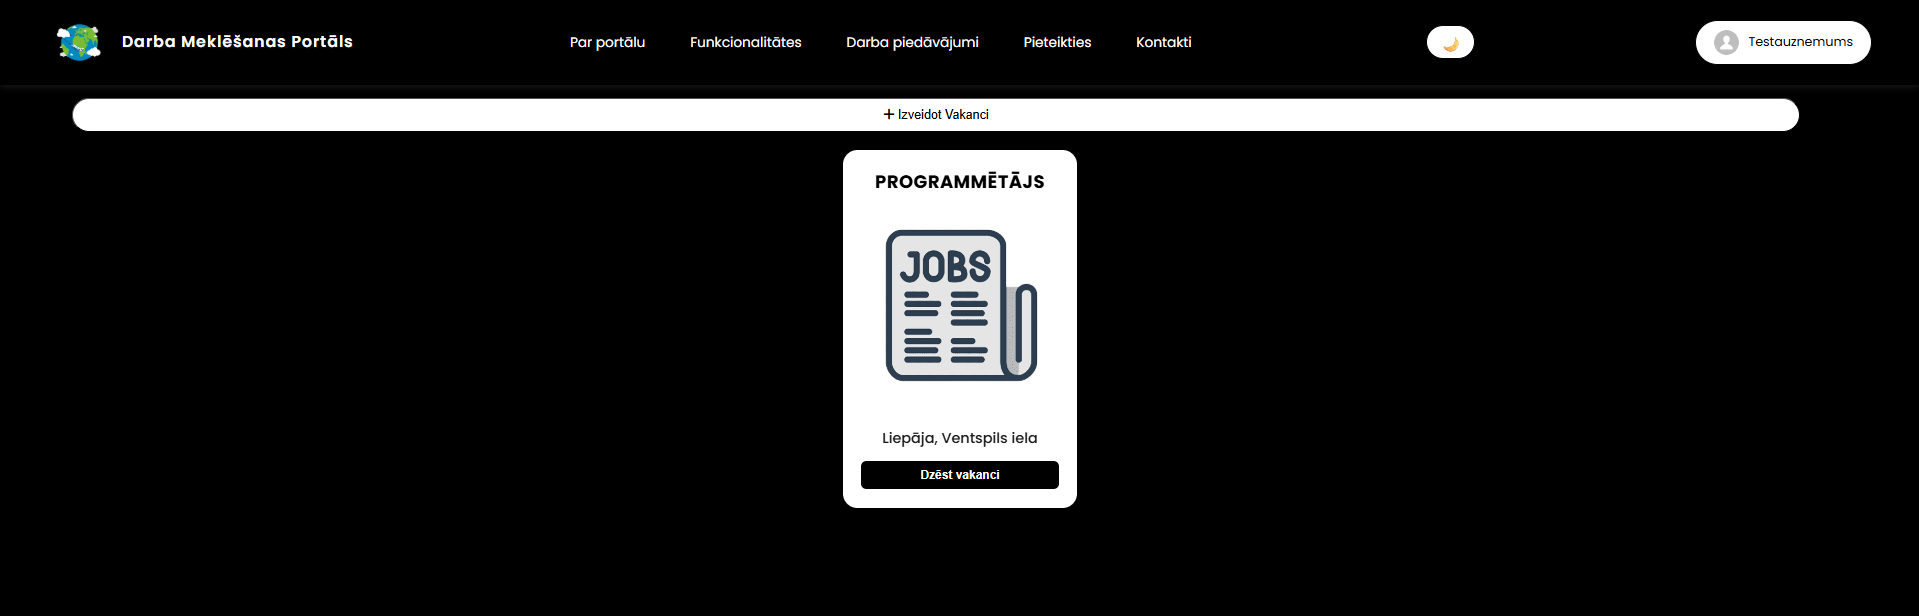 Darba Meklēšanas Portāls
Par portālu
Funkcionalitātes
Darba piedāvājumi
Pieteikties
Kontakti
Testauznemums
Izveidot Vakanci
PROGRAMMĒTĀJS
JOBS
Liepāja, Ventspils iela
Dzēst vakanci